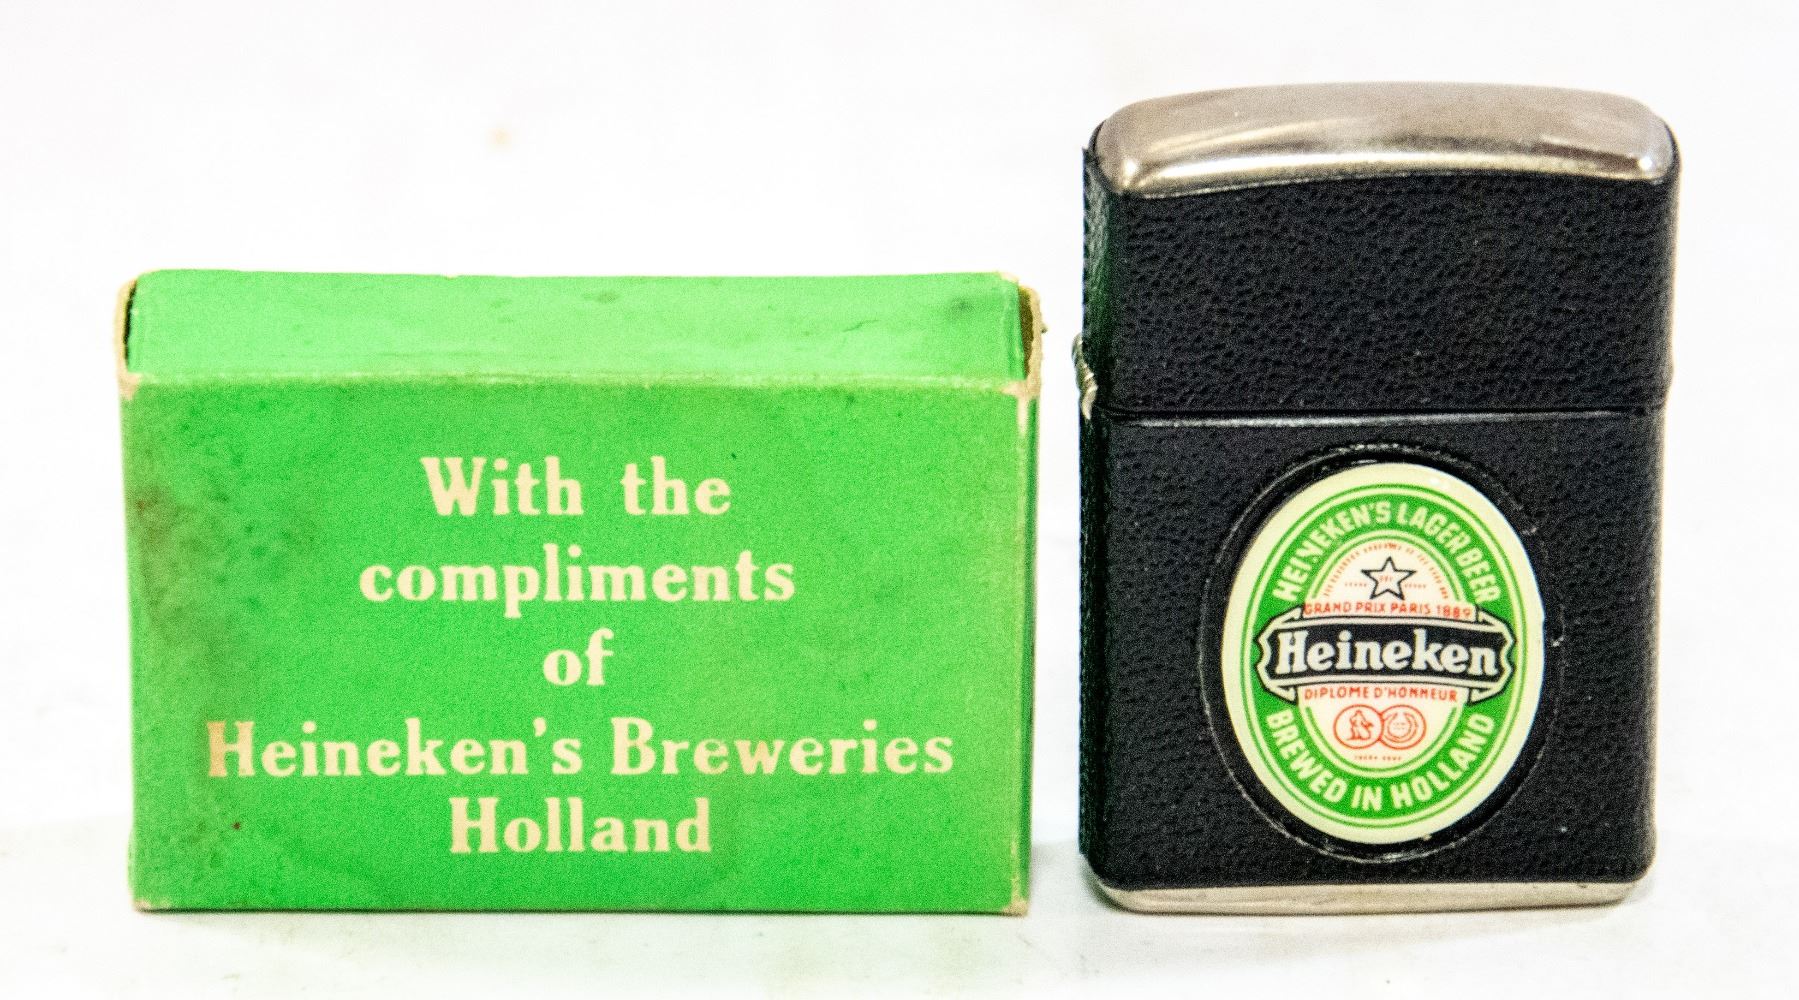 With the
compliments
of
Heineken's Breweries
Holland
HEINEKEN'S LAGER BEER
GRAND PRIX PARIS 1889
Heineken
DIPLOME D'HONNEUR
BREWED IN HOLLAND